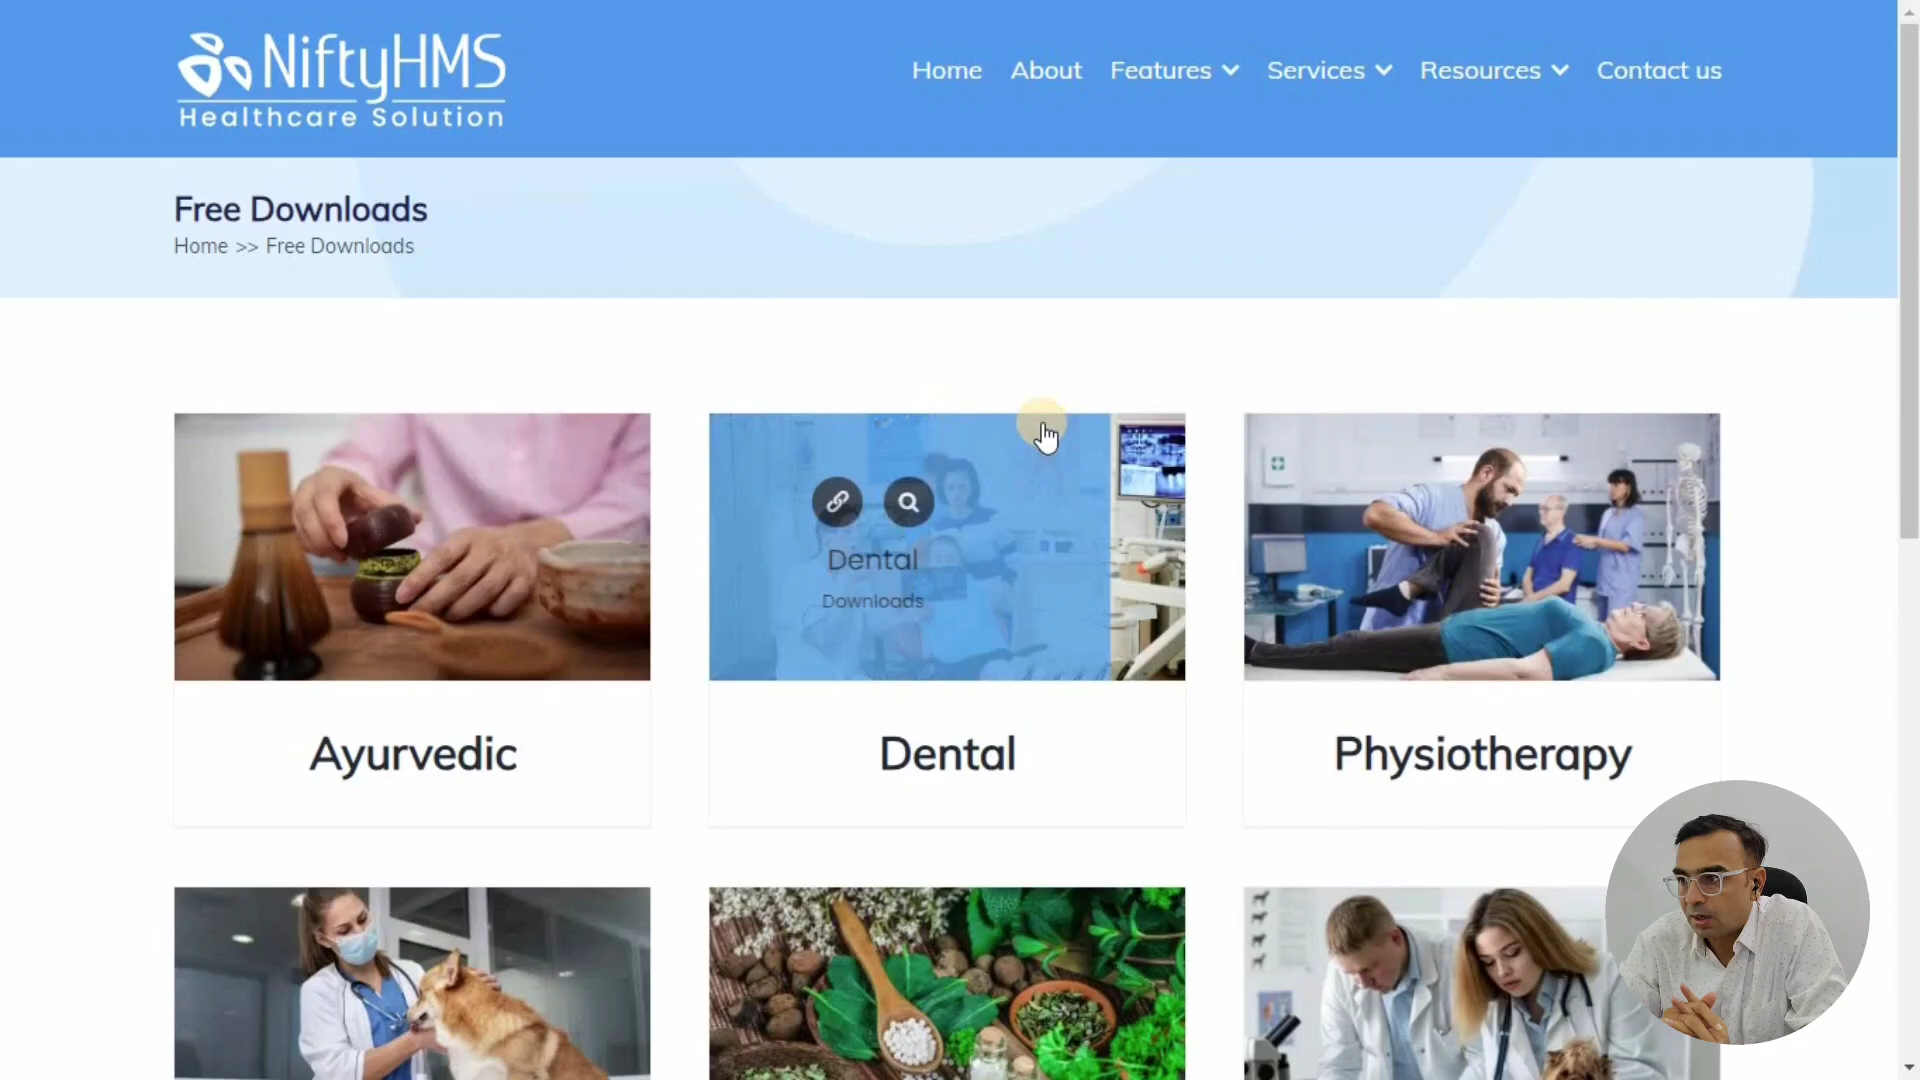 NiftyHMS
Healthcare Solution
Home About Features Services Resources Contact us
Free Downloads
Home >> Free Downloads
Dental
Downloads
Ayurvedic
Dental
Physiotherapy